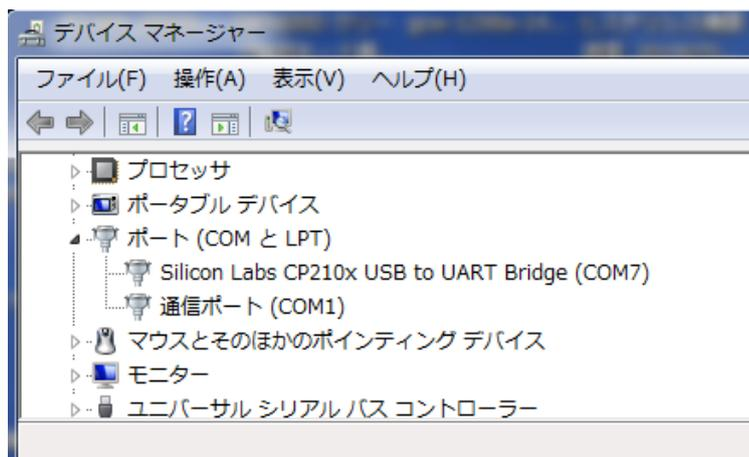 デバイス マネージャー
ファイル(F) 操作(A) 表示(V) ヘルプ(H)
プロセッサ
ポータブル デバイス
ポート (COM と LPT)
Silicon Labs CP210x USB to UART Bridge (COM7)
通信ポート (COM1)
マウスとそのほかのポインティング デバイス
モニター
ユニバーサル シリアル バス コントローラー